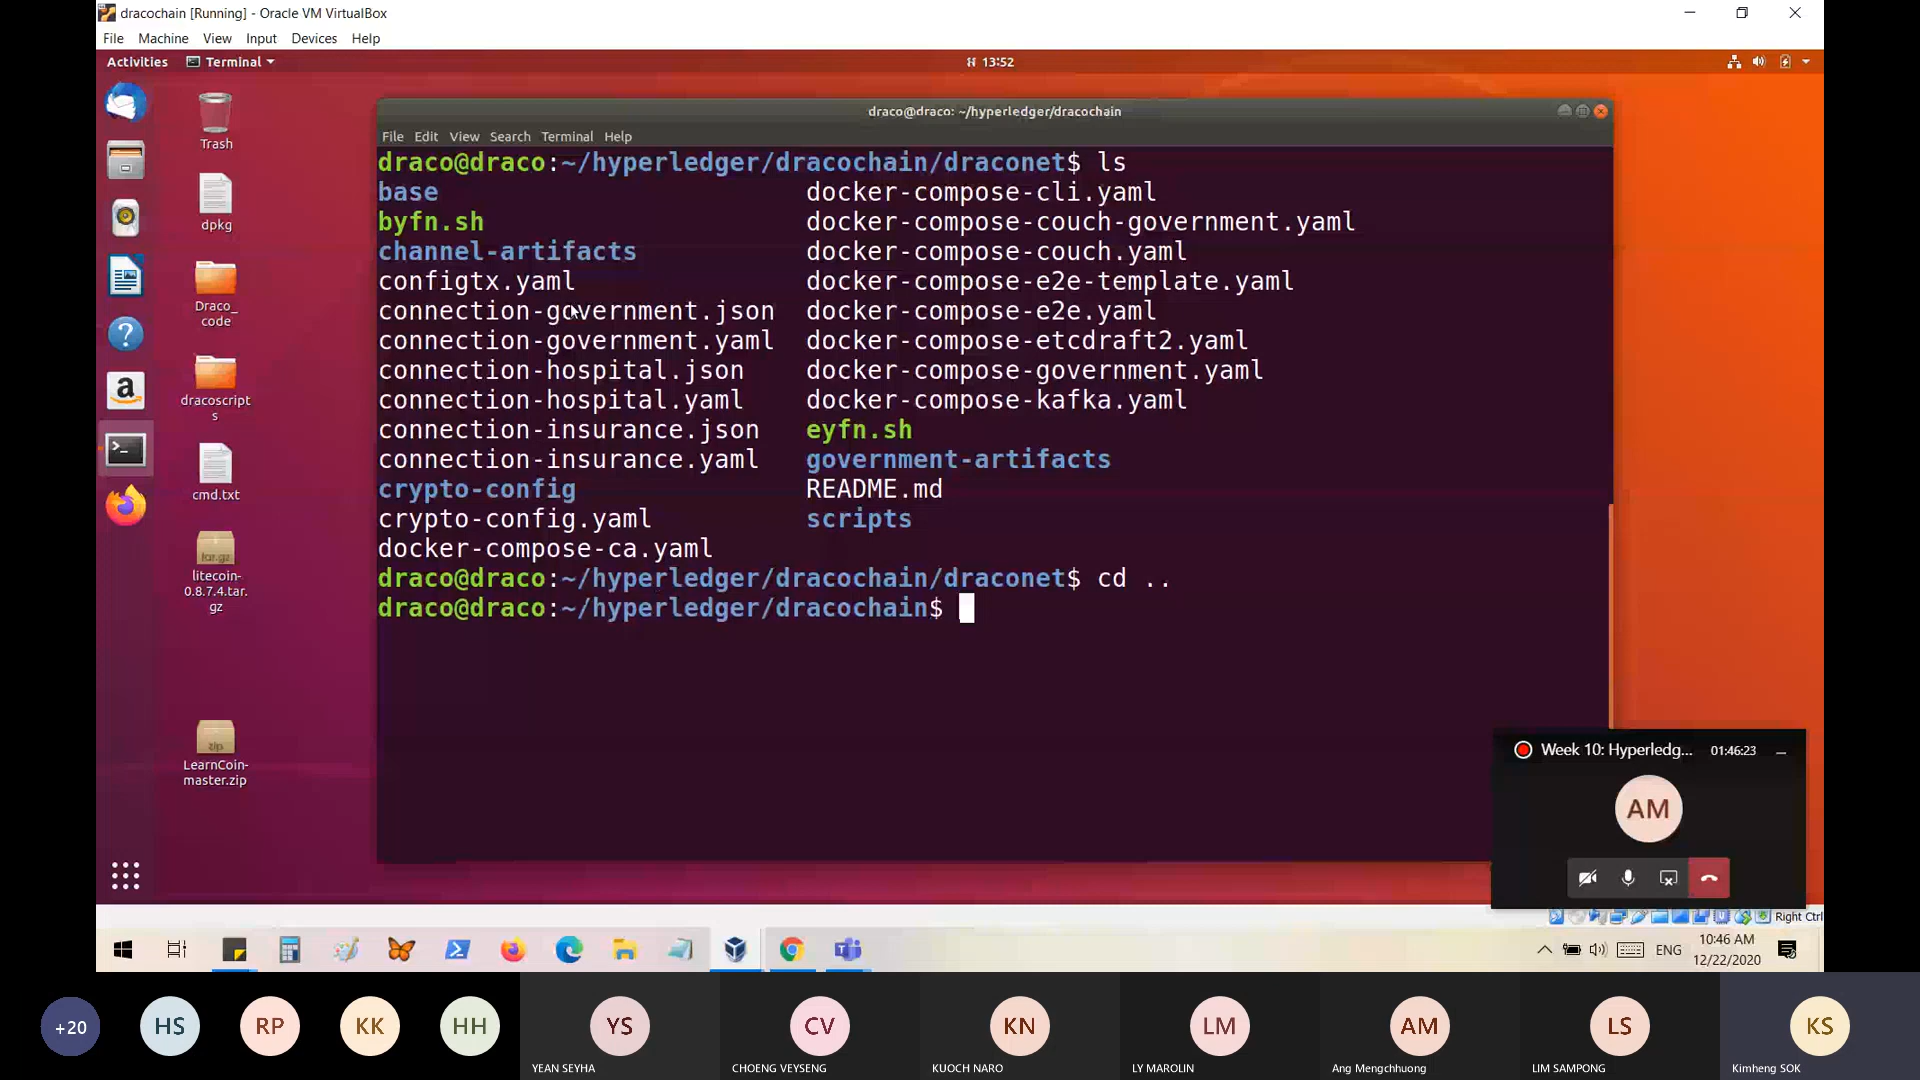 dracochain [Running] - Oracle VM VirtualBox
File Machine View Input Devices Help
Activities Terminal 13:52
Trash
dpkg
Draco_
code
dracoscript
s
cmd.txt
tar.gz
litecoin-
0.8.7.4.tar.
gz
zip
LearnCoin-
master.zip
draco@draco: ~/hyperledger/dracochain
File Edit View Search Terminal Help
draco@draco:~/hyperledger/dracochain/draconet$ ls
base docker-compose-cli.yaml
byfn.sh docker-compose-couch-government.yaml
channel-artifacts docker-compose-couch.yaml
configtx.yaml docker-compose-e2e-template.yaml
connection-government.json docker-compose-e2e.yaml
connection-government.yaml docker-compose-etcdraft2.yaml
connection-hospital.json docker-compose-government.yaml
connection-hospital.yaml docker-compose-kafka.yaml
connection-insurance.json eyfn.sh
connection-insurance.yaml government-artifacts
crypto-config README.md
crypto-config.yaml scripts
docker-compose-ca.yaml
draco@draco:~/hyperledger/dracochain/draconet$ cd ..
draco@draco:~/hyperledger/dracochain$
Week 10: Hyperledg... 01:46:23
AM
Right Ctrl
ENG
10:46 AM
12/22/2020
+20 HS RP KK HH YS CV KN LM AM LS KS
YEAN SEYHA CHOENG VEYSENG KUOCH NARO LY MAROLIN Ang Mengchhuong LIM SAMPONG Kimheng SOK